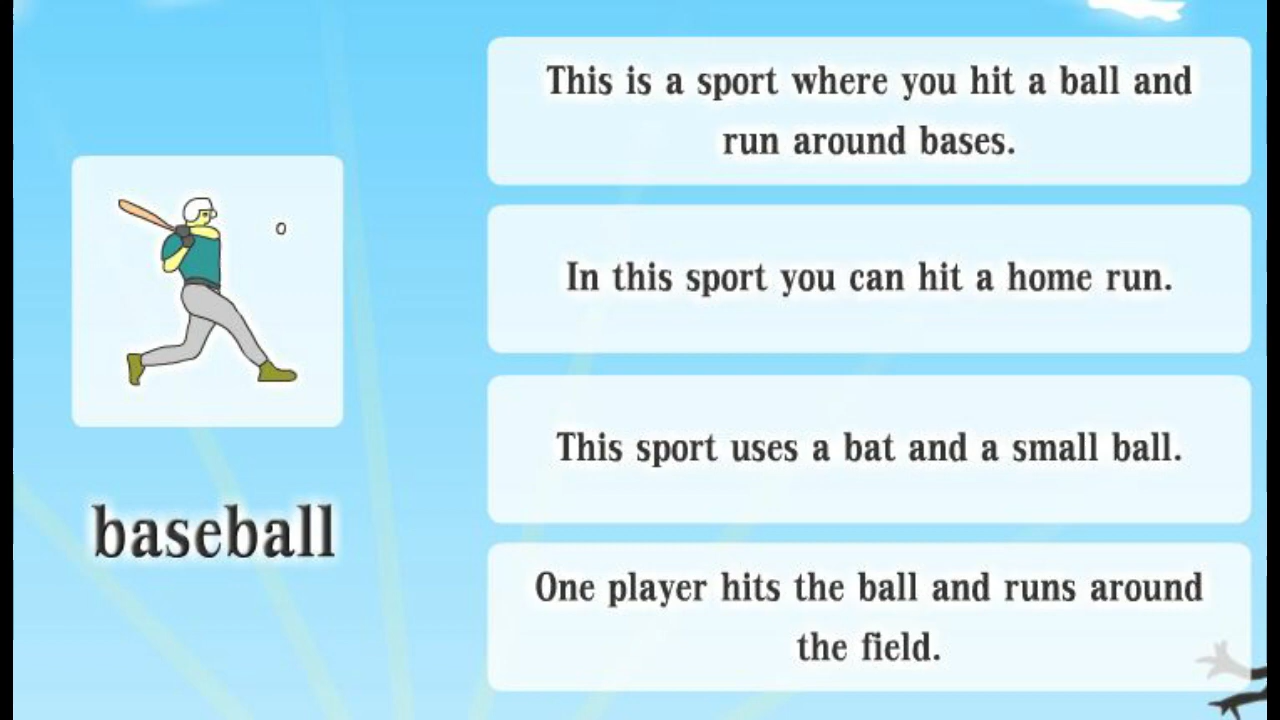 This is a sport where you hit a ball and
run around bases.
In this sport you can hit a home run.
This sport uses a bat and a small ball.
baseball
One player hits the ball and runs around
the field.